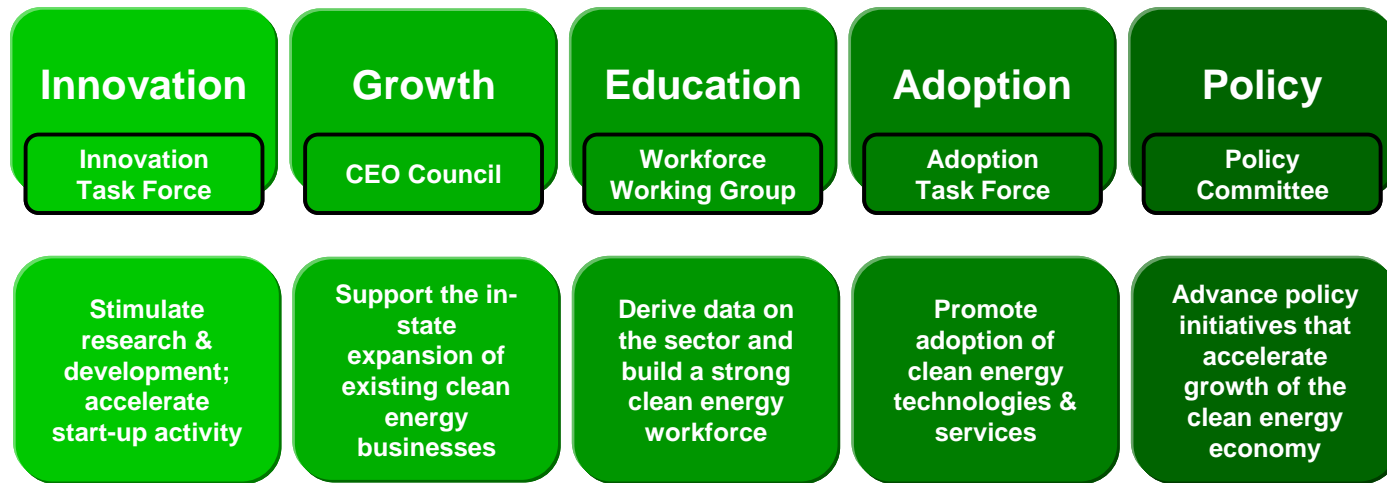 Innovation
Innovation
Task Force
Growth
CEO Council
Education
Workforce
Working Group
Adoption
Adoption
Task Force
Policy
Policy
Committee
Stimulate
research &
development;
accelerate
start-up activity
Support the in-
state
expansion of
existing clean
energy
businesses
Derive data on
the sector and
build a strong
clean energy
workforce
Promote
adoption of
clean energy
technologies &
services
Advance policy
initiatives that
accelerate
growth of the
clean energy
economy